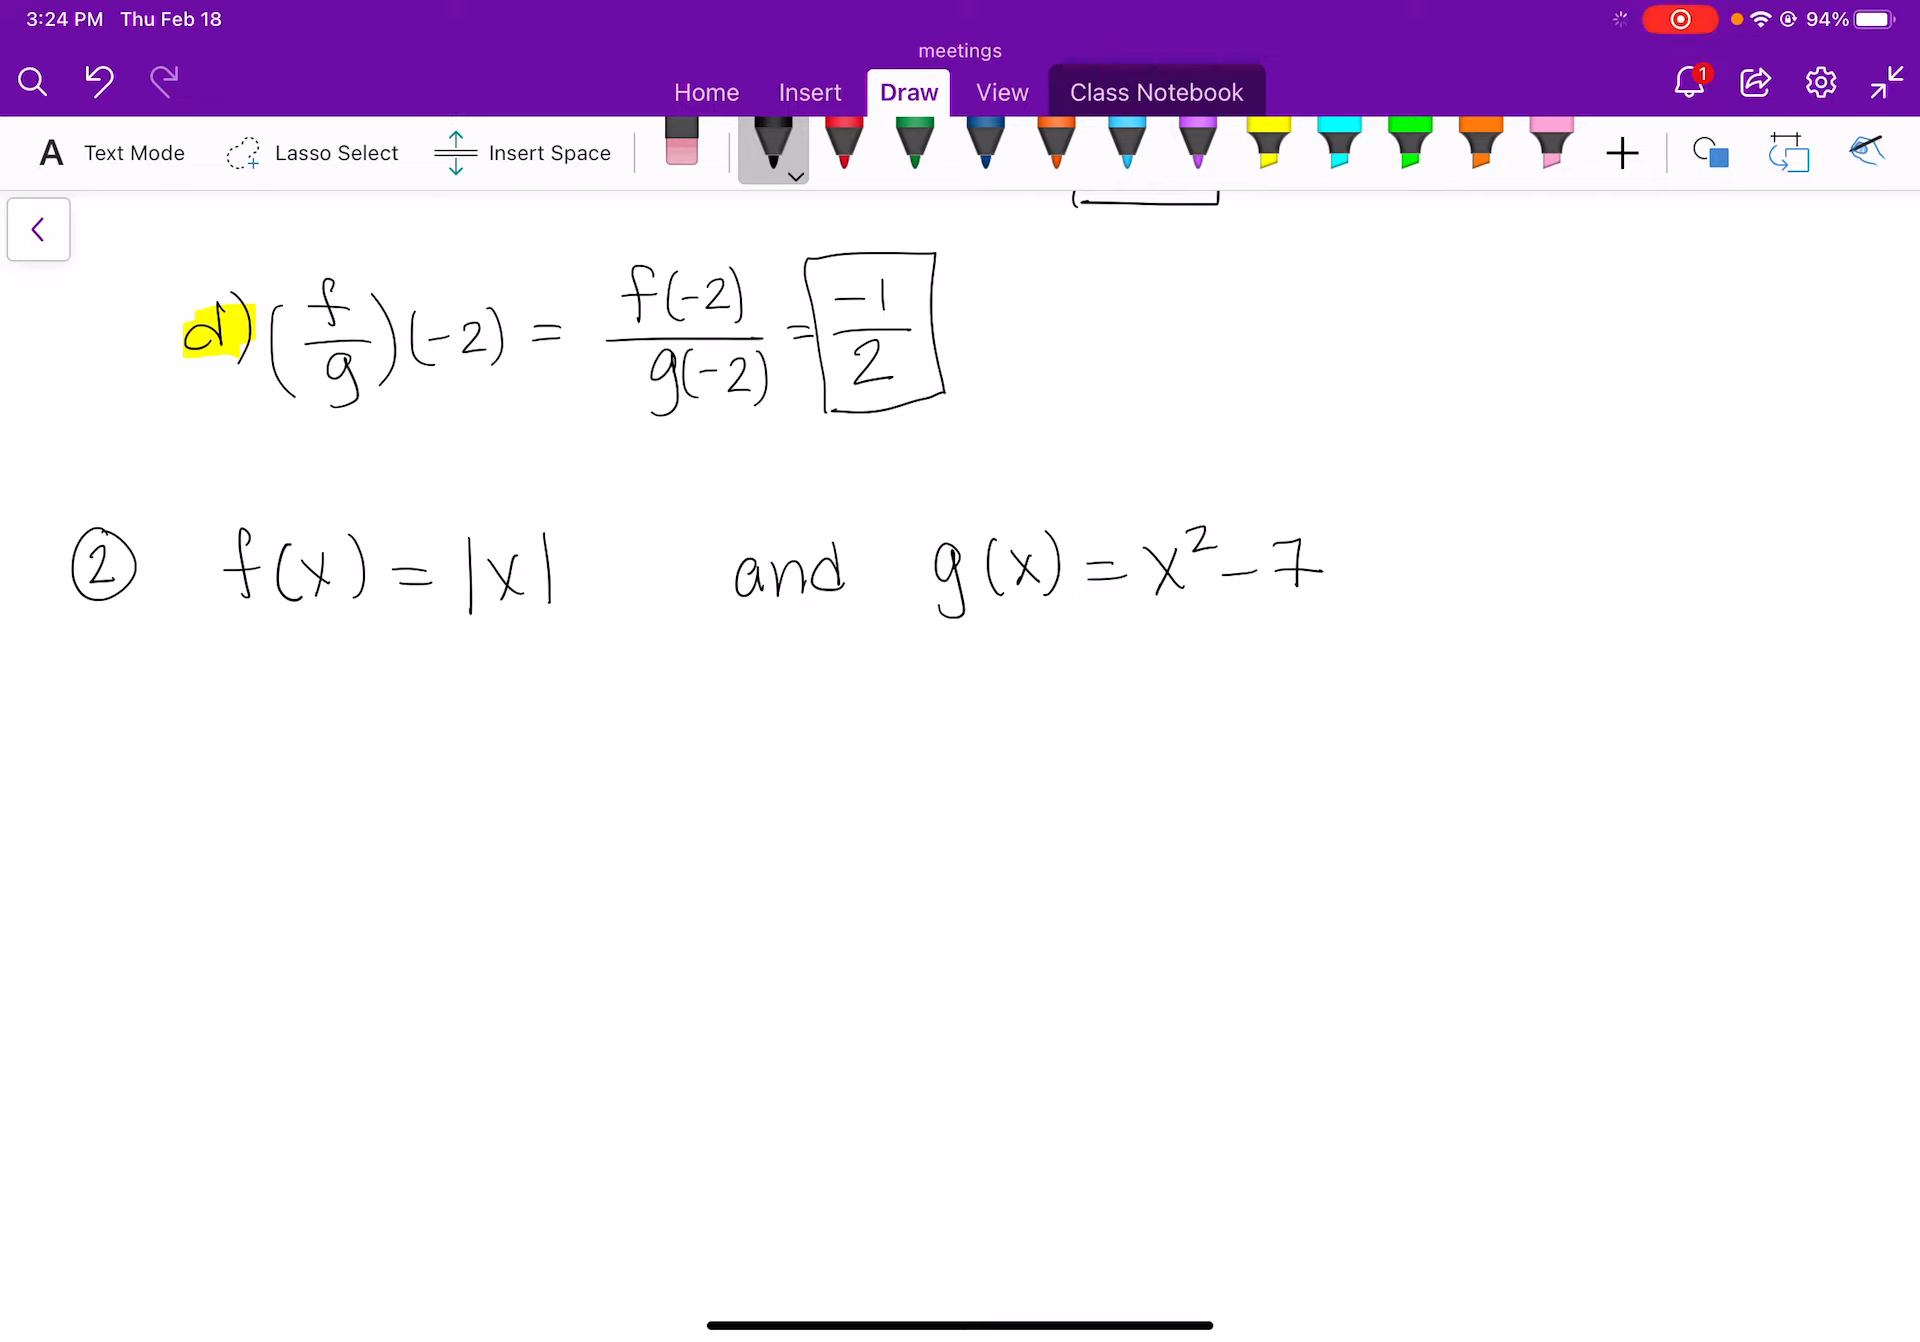 3:24 PM Thu Feb 18
94%
meetings
Home Insert Draw View Class Notebook
1
A Text Mode Lasso Select Insert Space
d) (f/g)(-2) = f(-2)/g(-2) = -1/2
② f(x) = |x| and g(x) = x² - 7